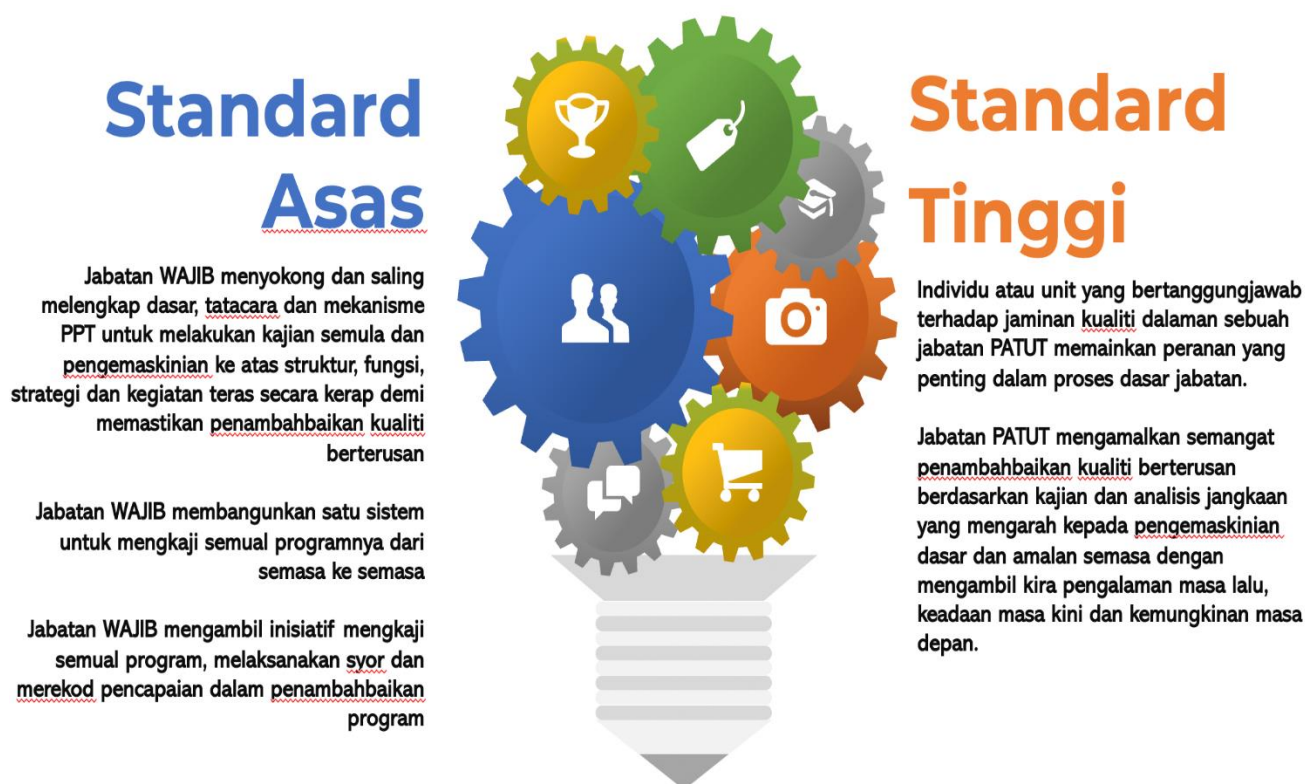 Standard
Asas
Jabatan WAJIB menyokong dan saling
melengkap dasar, tatacara dan mekanisme
PPT untuk melakukan kajian semula dan
pengemaskinian ke atas struktur, fungsi,
strategi dan kegiatan teras secara kerap demi
memastikan penambahbaikan kualiti
berterusan
Jabatan WAJIB membangunkan satu sistem
untuk mengkaji semual programnya dari
semasa ke semasa
Jabatan WAJIB mengambil inisiatif mengkaji
semual program, melaksanakan syor dan
merekod pencapaian dalam penambahbaikan
program
Standard
Tinggi
Individu atau unit yang bertanggungjawab
terhadap jaminan kualiti dalaman sebuah
jabatan PATUT memainkan peranan yang
penting dalam proses dasar jabatan.
Jabatan PATUT mengamalkan semangat
penambahbaikan kualiti berterusan
berdasarkan kajian dan analisis jangkaan
yang mengarah kepada pengemaskinian
dasar dan amalan semasa dengan
mengambil kira pengalaman masa lalu,
keadaan masa kini dan kemungkinan masa
depan.